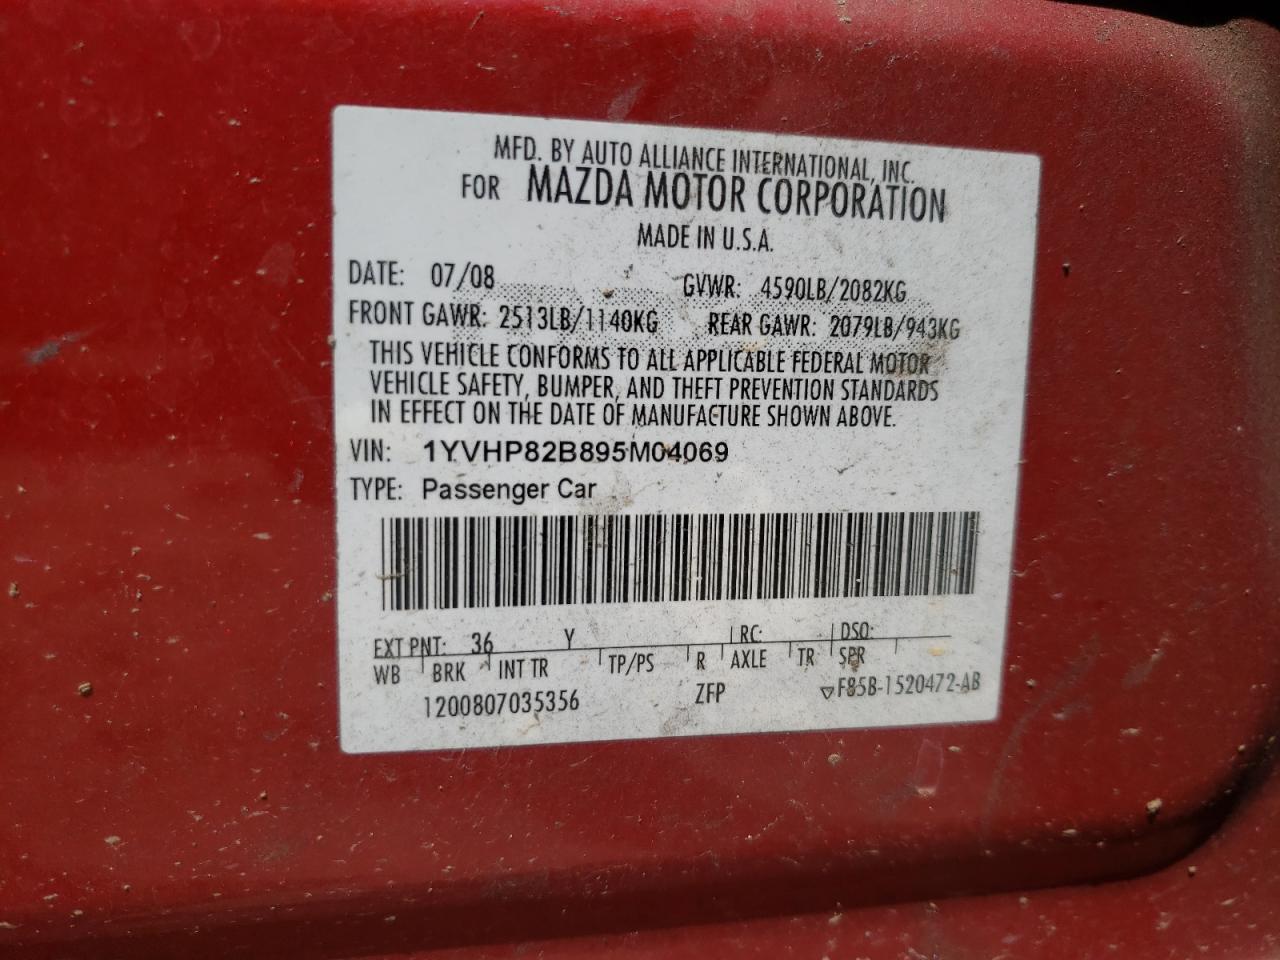 MFD. BY AUTO ALLIANCE INTERNATIONAL, INC.
FOR MAZDA MOTOR CORPORATION
MADE IN U.S.A.
DATE: 07/08 GVWR: 4590LB/2082KG
FRONT GAWR: 2513LB/1140KG REAR GAWR: 2079LB/943KG
THIS VEHICLE CONFORMS TO ALL APPLICABLE FEDERAL MOTOR
VEHICLE SAFETY, BUMPER, AND THEFT PREVENTION STANDARDS
IN EFFECT ON THE DATE OF MANUFACTURE SHOWN ABOVE.
VIN: 1YVHP82B895M04069
TYPE: Passenger Car
EXT PNT: 36 Y RC: DSO:
WB BRK INT TR TP/PS R AXLE TR SPR
1200807035356 ZFP ▽F85B-1520472-AB